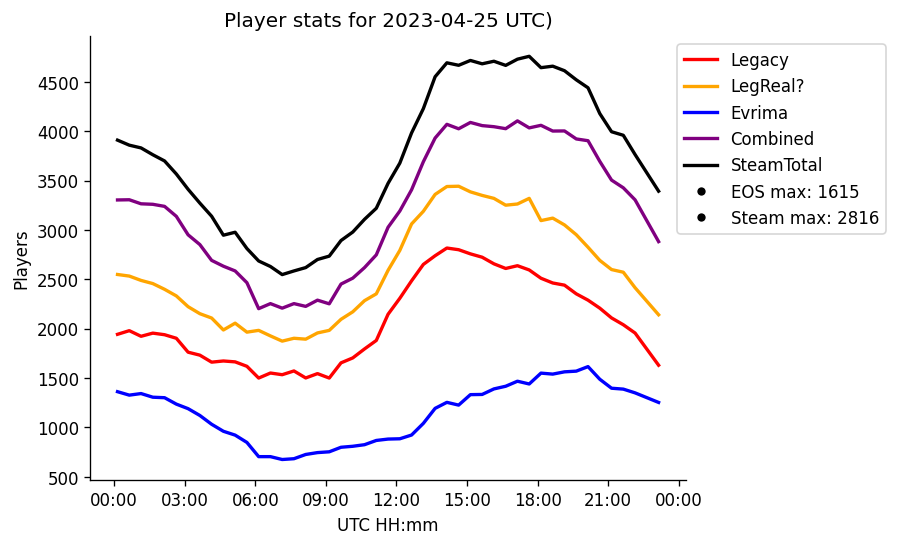 Player stats for 2023-04-25 UTC)
Legacy
LegReal?
Evrima
Combined
SteamTotal
EOS max: 1615
Steam max: 2816
Players
4500
4000
3500
3000
2500
2000
1500
1000
500
00:00 03:00 06:00 09:00 12:00 15:00 18:00 21:00 00:00
UTC HH:mm